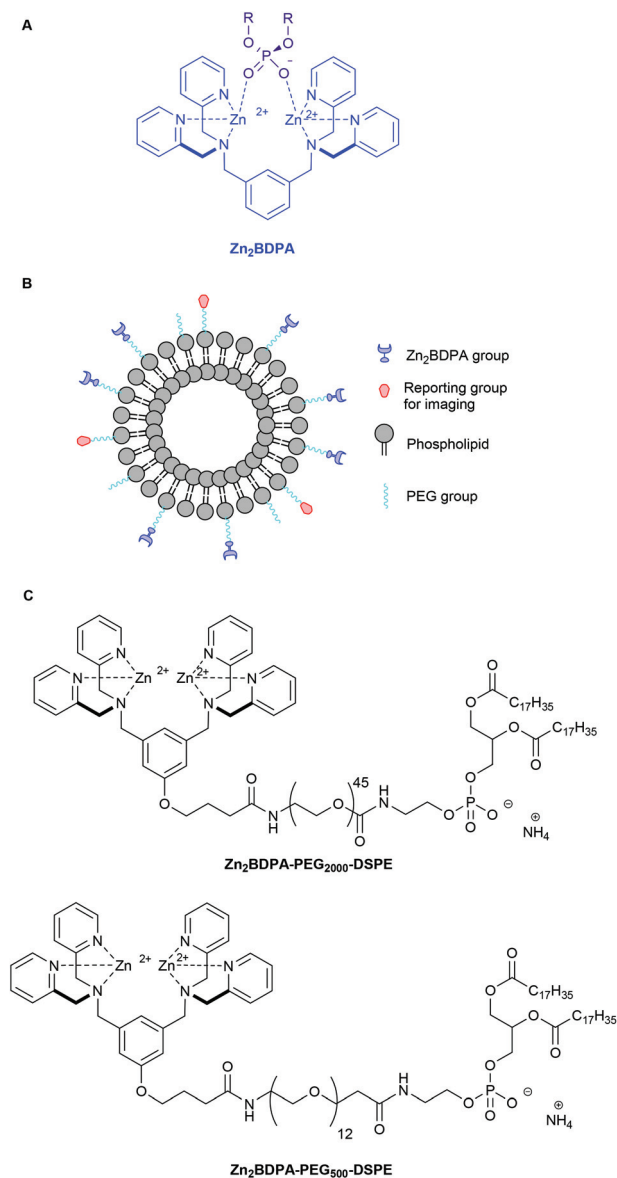 A
R R
O O
P
O O −
N N
Zn 2+ Zn 2+
N N
N N
Zn₂BDPA
B
Zn₂BDPA group
Reporting group
for imaging
Phospholipid
PEG group
C
N N
N Zn 2+ Zn 2+ N
N N
O
O C₁₇H₃₅
O O C₁₇H₃₅
O
O 45 O
O N H O O H N O P O ⊖
O O ⊕
NH₄
Zn₂BDPA-PEG₂₀₀₀-DSPE
N N
N Zn 2+ Zn 2+ N
N N
O
O C₁₇H₃₅
O O C₁₇H₃₅
O
O O
O N H O H N O P O ⊖
12 O O ⊕
NH₄
Zn₂BDPA-PEG₅₀₀-DSPE